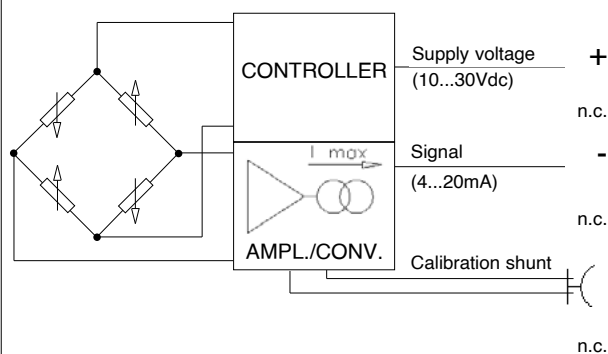 CONTROLLER
Supply voltage
+
(10...30Vdc)
n.c.
I max
Signal
-
(4...20mA)
n.c.
AMPL./CONV.
Calibration shunt
n.c.